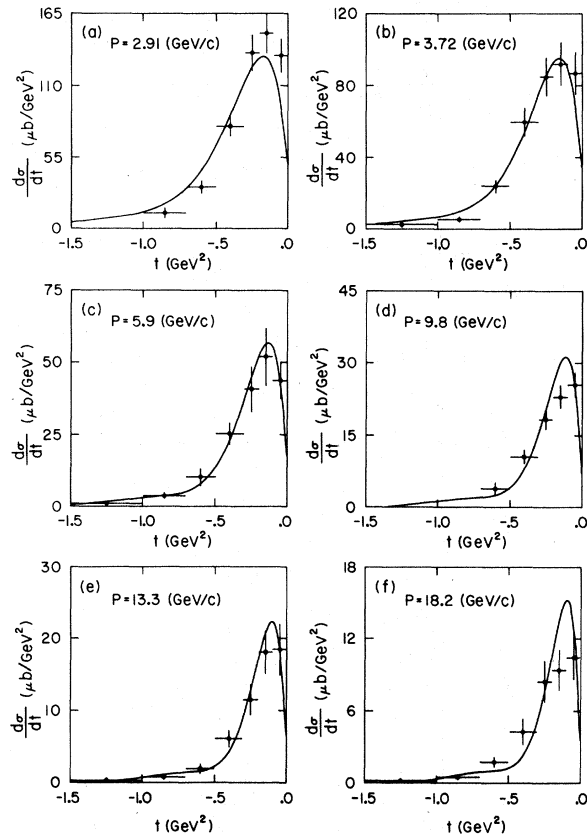 (a)
P = 2.91 (GeV/c)
165
110
55
0
dσ/dt (μb/GeV²)
-1.5 -1.0 -.5 .0
t (GeV²)
(b)
P = 3.72 (GeV/c)
120
80
40
0
dσ/dt (μb/GeV²)
-1.5 -1.0 -.5 .0
t (GeV²)
(c)
P = 5.9 (GeV/c)
75
50
25
0
dσ/dt (μb/GeV²)
-1.5 -1.0 -.5 .0
t (GeV²)
(d)
P = 9.8 (GeV/c)
45
30
15
0
dσ/dt (μb/GeV²)
-1.5 -1.0 -.5 .0
t (GeV²)
(e)
P = 13.3 (GeV/c)
30
20
10
0
dσ/dt (μb/GeV²)
-1.5 -1.0 -.5 .0
t (GeV²)
(f)
P = 18.2 (GeV/c)
18
12
6
0
dσ/dt (μb/GeV²)
-1.5 -1.0 -.5 .0
t (GeV²)